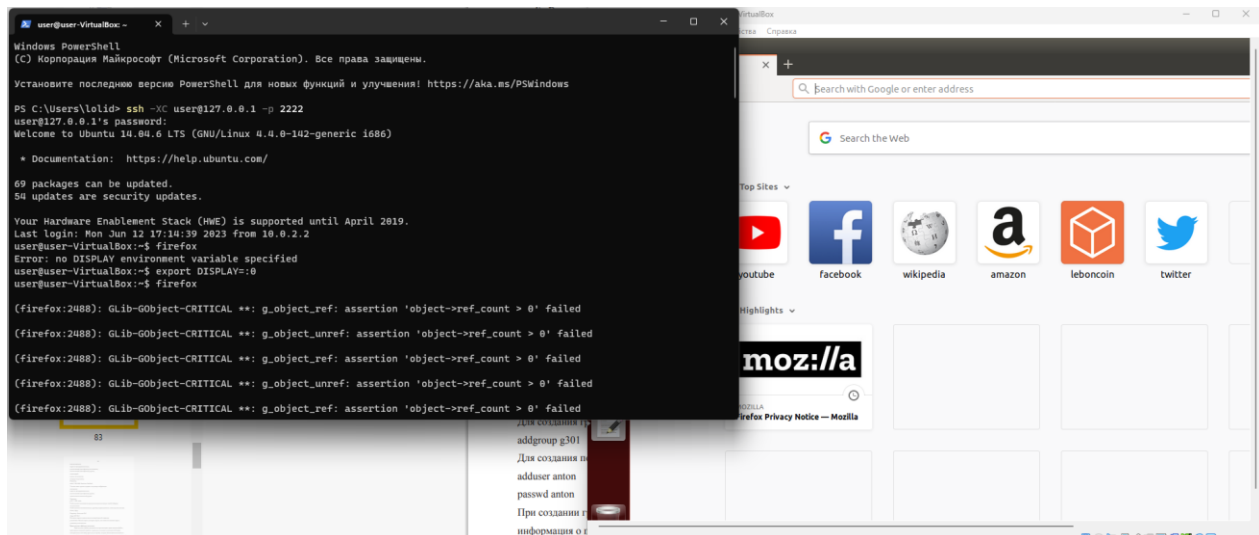 user@user-VirtualBox: ~
Windows PowerShell
(C) Корпорация Майкрософт (Microsoft Corporation). Все права защищены.
Установите последнюю версию PowerShell для новых функций и улучшения! https://aka.ms/PSWindows
PS C:\Users\lolid> ssh -XC user@127.0.0.1 -p 2222
user@127.0.0.1's password:
Welcome to Ubuntu 14.04.6 LTS (GNU/Linux 4.4.0-142-generic i686)
* Documentation: https://help.ubuntu.com/
69 packages can be updated.
54 updates are security updates.
Your Hardware Enablement Stack (HWE) is supported until April 2019.
Last login: Mon Jun 12 17:14:39 2023 from 10.0.2.2
user@user-VirtualBox:~$ firefox
Error: no DISPLAY environment variable specified
user@user-VirtualBox:~$ export DISPLAY=:0
user@user-VirtualBox:~$ firefox
(firefox:2488): GLib-GObject-CRITICAL **: g_object_ref: assertion 'object->ref_count > 0' failed
(firefox:2488): GLib-GObject-CRITICAL **: g_object_unref: assertion 'object->ref_count > 0' failed
(firefox:2488): GLib-GObject-CRITICAL **: g_object_ref: assertion 'object->ref_count > 0' failed
(firefox:2488): GLib-GObject-CRITICAL **: g_object_unref: assertion 'object->ref_count > 0' failed
(firefox:2488): GLib-GObject-CRITICAL **: g_object_ref: assertion 'object->ref_count > 0' failed
VirtualBox
Справка
Search with Google or enter address
Search the Web
Top Sites
youtube facebook wikipedia amazon leboncoin twitter
Highlights
moz://a
MOZILLA
Firefox Privacy Notice — Mozilla
83
Для создания
addgroup g301
Для создания
adduser anton
passwd anton
При создании
информация о